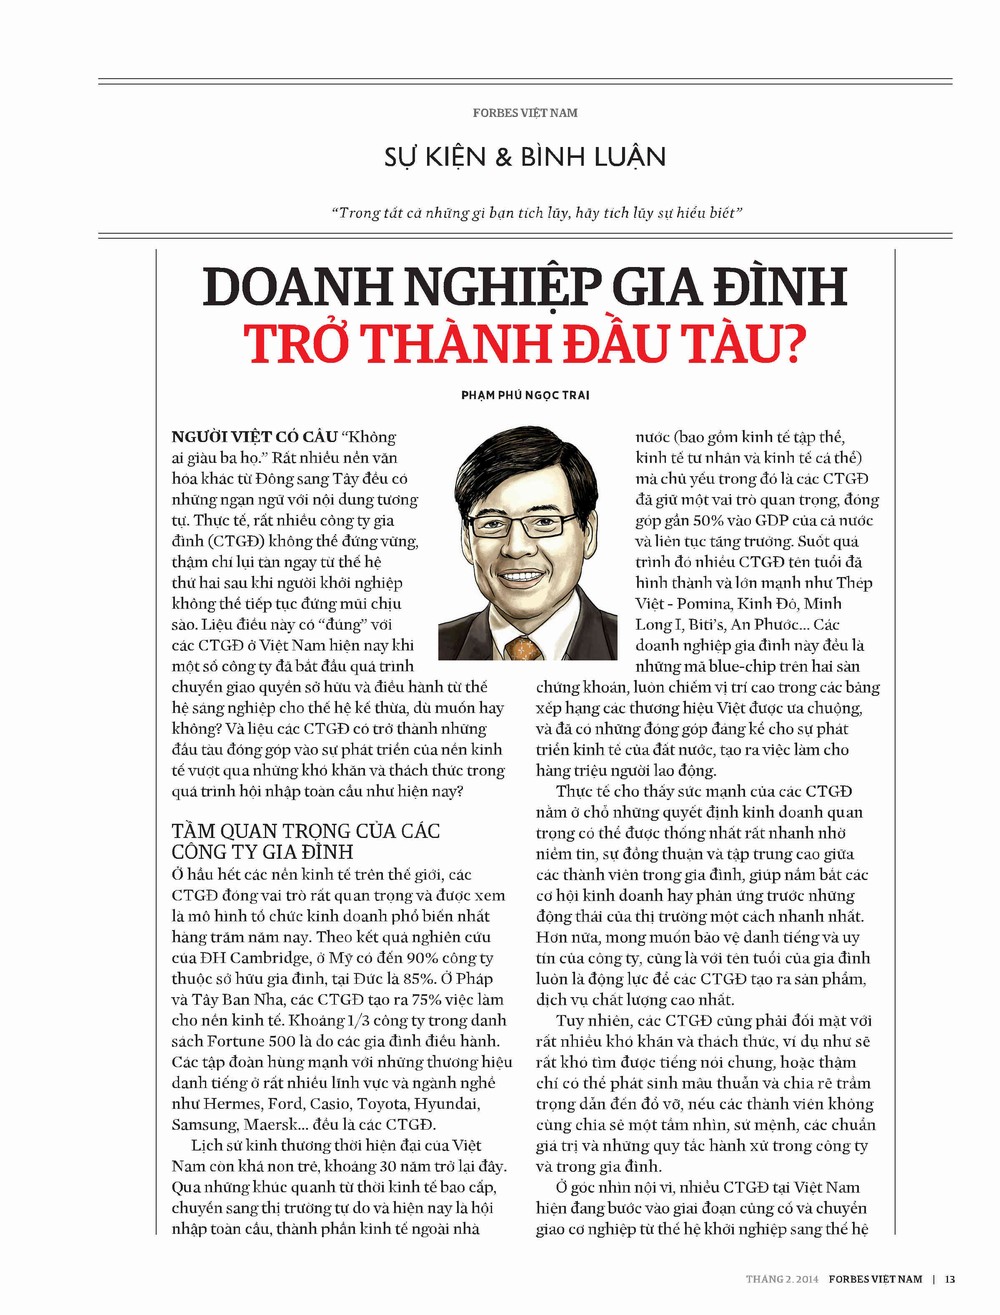 FORBES VIỆT NAM
SỰ KIỆN & BÌNH LUẬN
“Trong tất cả những gì bạn tích lũy, hãy tích lũy sự hiểu biết”
DOANH NGHIỆP GIA ĐÌNH
TRỞ THÀNH ĐẦU TÀU?
PHẠM PHÚ NGỌC TRAI
NGƯỜI VIỆT CÓ CÂU “Không
ai giàu ba họ.” Rất nhiều nền văn
hóa khác từ Đông sang Tây đều có
những ngạn ngữ với nội dung tương
tự. Thực tế, rất nhiều công ty gia
đình (CTGĐ) không thể đứng vững,
thậm chí lụi tàn ngay từ thế hệ
thứ hai sau khi người khởi nghiệp
không thể tiếp tục đứng mũi chịu
sào. Liệu điều này có “đúng” với
các CTGĐ ở Việt Nam hiện nay khi
một số công ty đã bắt đầu quá trình
chuyển giao quyền sở hữu và điều hành từ thế
hệ sáng nghiệp cho thế hệ kế thừa, dù muốn hay
không? Và liệu các CTGĐ có trở thành những
đầu tàu đóng góp vào sự phát triển của nền kinh
tế vượt qua những khó khăn và thách thức trong
quá trình hội nhập toàn cầu như hiện nay?
TẦM QUAN TRỌNG CỦA CÁC
CÔNG TY GIA ĐÌNH
Ở hầu hết các nền kinh tế trên thế giới, các
CTGĐ đóng vai trò rất quan trọng và được xem
là mô hình tổ chức kinh doanh phổ biến nhất
hàng trăm năm nay. Theo kết quả nghiên cứu
của ĐH Cambridge, ở Mỹ có đến 90% công ty
thuộc sở hữu gia đình, tại Đức là 85%. Ở Pháp
và Tây Ban Nha, các CTGĐ tạo ra 75% việc làm
cho nền kinh tế. Khoảng 1/3 công ty trong danh
sách Fortune 500 là do các gia đình điều hành.
Các tập đoàn hùng mạnh với những thương hiệu
danh tiếng ở rất nhiều lĩnh vực và ngành nghề
như Hermes, Ford, Casio, Toyota, Hyundai,
Samsung, Maersk... đều là các CTGĐ.
Lịch sử kinh thương thời hiện đại của Việt
Nam còn khá non trẻ, khoảng 30 năm trở lại đây.
Qua những khúc quanh từ thời kinh tế bao cấp,
chuyển sang thị trường tự do và hiện nay là hội
nhập toàn cầu, thành phần kinh tế ngoài nhà
nước (bao gồm kinh tế tập thể,
kinh tế tư nhân và kinh tế cá thể)
mà chủ yếu trong đó là các CTGĐ
đã giữ một vai trò quan trọng, đóng
góp gần 50% vào GDP của cả nước
và liên tục tăng trưởng. Suốt quá
trình đó nhiều CTGĐ tên tuổi đã
hình thành và lớn mạnh như Thép
Việt - Pomina, Kinh Đô, Minh
Long I, Biti’s, An Phước... Các
doanh nghiệp gia đình này đều là
những mã blue-chip trên hai sàn
chứng khoán, luôn chiếm vị trí cao trong các bảng
xếp hạng các thương hiệu Việt được ưa chuộng,
và đã có những đóng góp đáng kể cho sự phát
triển kinh tế của đất nước, tạo ra việc làm cho
hàng triệu người lao động.
Thực tế cho thấy sức mạnh của các CTGĐ
nằm ở chỗ những quyết định kinh doanh quan
trọng có thể được thống nhất rất nhanh nhờ
niềm tin, sự đồng thuận và tập trung cao giữa
các thành viên trong gia đình, giúp nắm bắt các
cơ hội kinh doanh hay phản ứng trước những
động thái của thị trường một cách nhanh nhất.
Hơn nữa, mong muốn bảo vệ danh tiếng và uy
tín của công ty, cũng là với tên tuổi của gia đình
luôn là động lực để các CTGĐ tạo ra sản phẩm,
dịch vụ chất lượng cao nhất.
Tuy nhiên, các CTGĐ cũng phải đối mặt với
rất nhiều khó khăn và thách thức, ví dụ như sẽ
rất khó tìm được tiếng nói chung, hoặc thậm
chí có thể phát sinh mâu thuẫn và chia rẽ trầm
trọng dẫn đến đổ vỡ, nếu các thành viên không
cùng chia sẻ một tầm nhìn, sứ mệnh, các chuẩn
giá trị và những quy tắc hành xử trong công ty
và trong gia đình.
Ở góc nhìn nội vi, nhiều CTGĐ tại Việt Nam
hiện đang bước vào giai đoạn củng cố và chuyển
giao cơ nghiệp từ thế hệ khởi nghiệp sang thế hệ
THÁNG 2. 2014 FORBES VIỆT NAM | 13